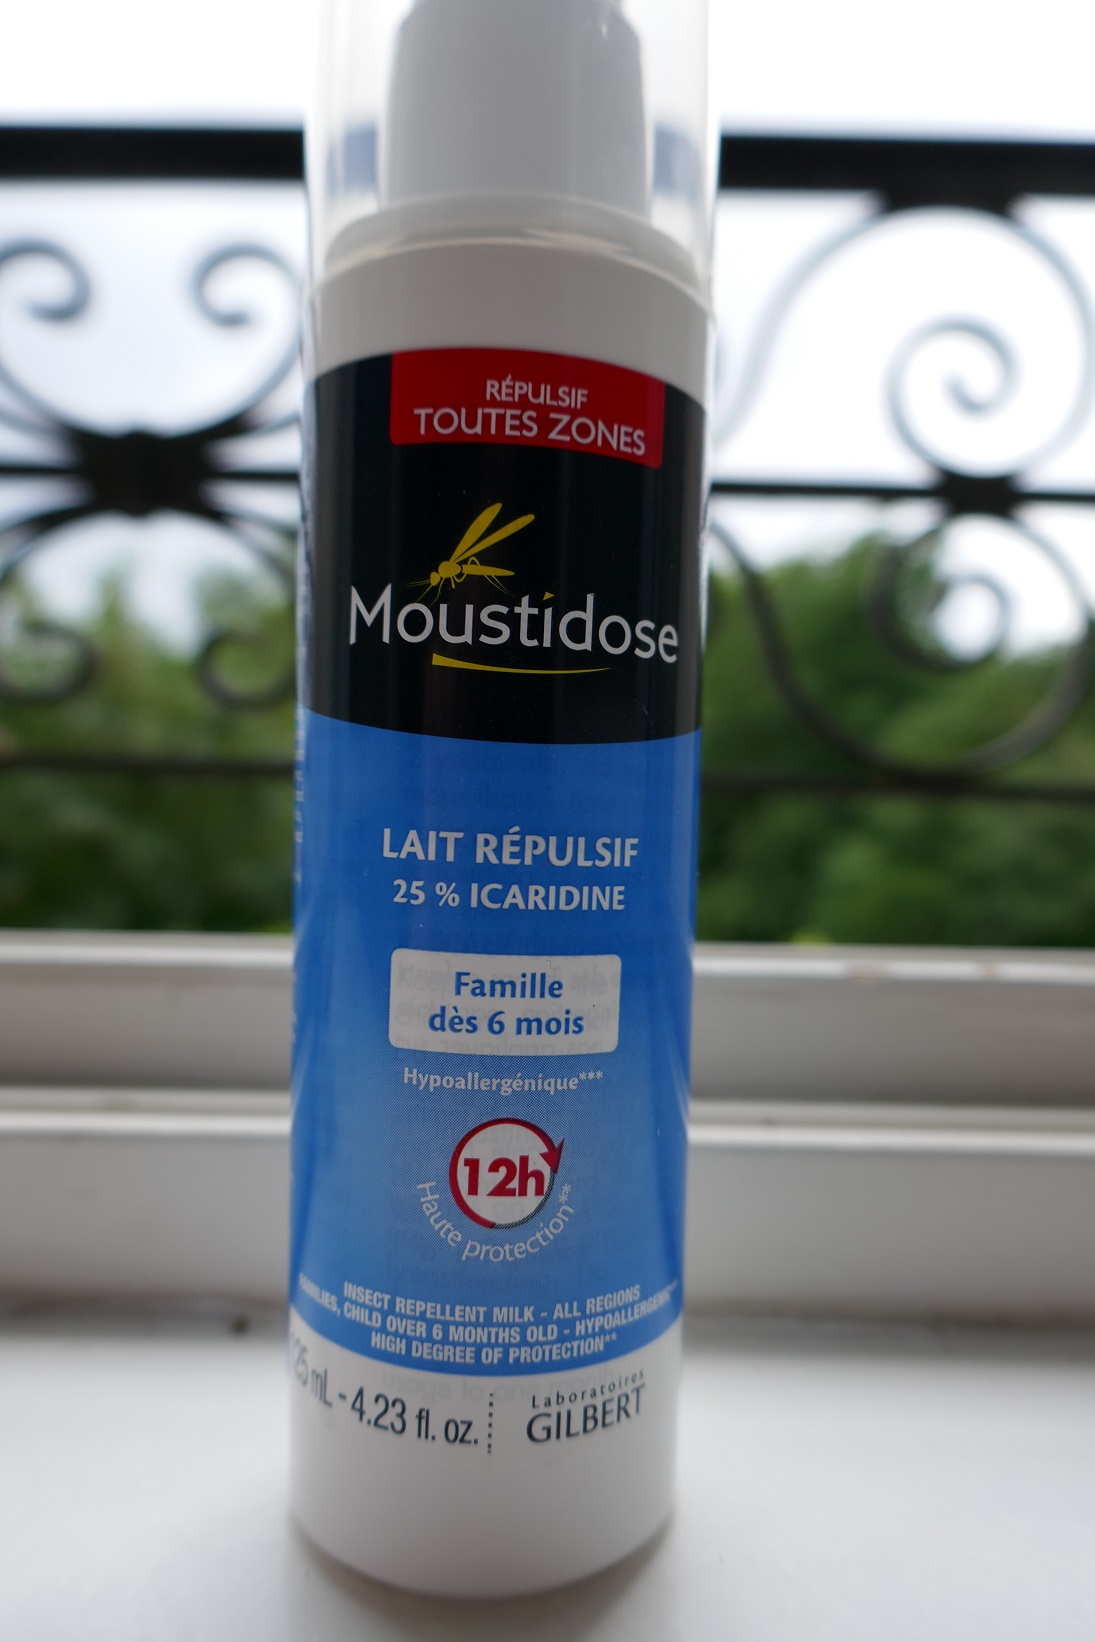 RÉPULSIF
TOUTES ZONES
Moustidose
LAIT RÉPULSIF
25 % ICARIDINE
Famille
dès 6 mois
Hypoallergénique***
12h
Haute protection**
INSECT REPELLENT MILK - ALL REGIONS
FAMILIES, CHILD OVER 6 MONTHS OLD - HYPOALLERGENIC***
HIGH DEGREE OF PROTECTION**
125 mL - 4.23 fl. oz.
Laboratoires
GILBERT